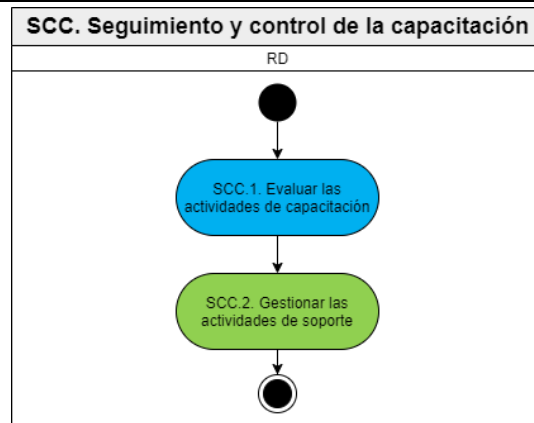 SCC. Seguimiento y control de la capacitación
RD
SCC.1. Evaluar las
actividades de capacitación
SCC.2. Gestionar las
actividades de soporte